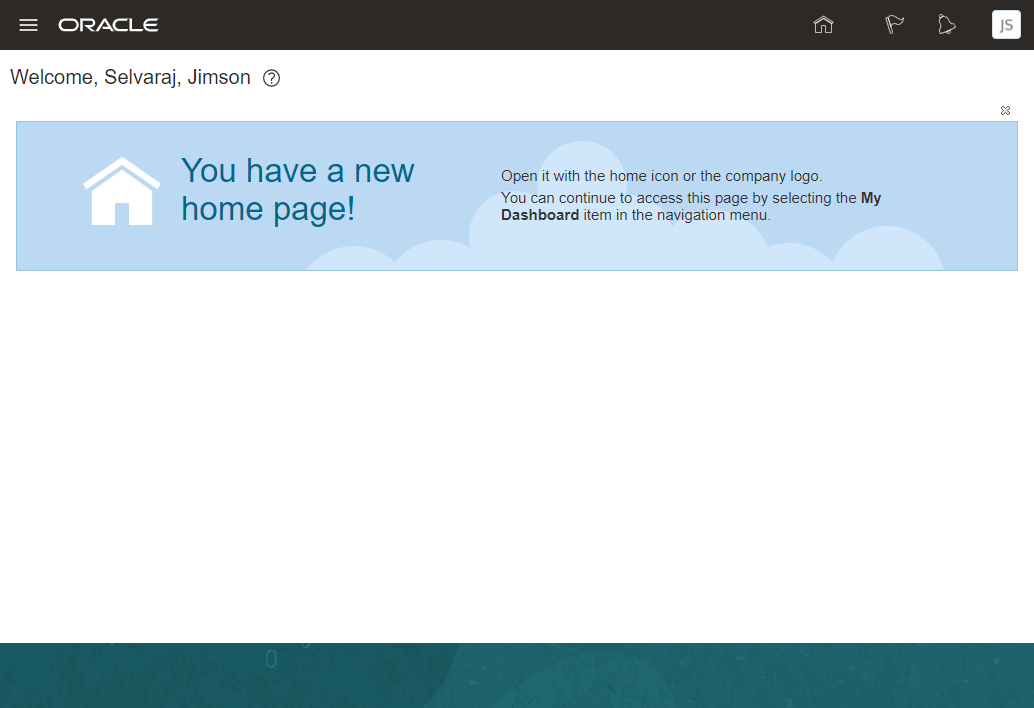 ORACLE
JS
Welcome, Selvaraj, Jimson ?
You have a new
home page!
Open it with the home icon or the company logo.
You can continue to access this page by selecting the My
Dashboard item in the navigation menu.
0